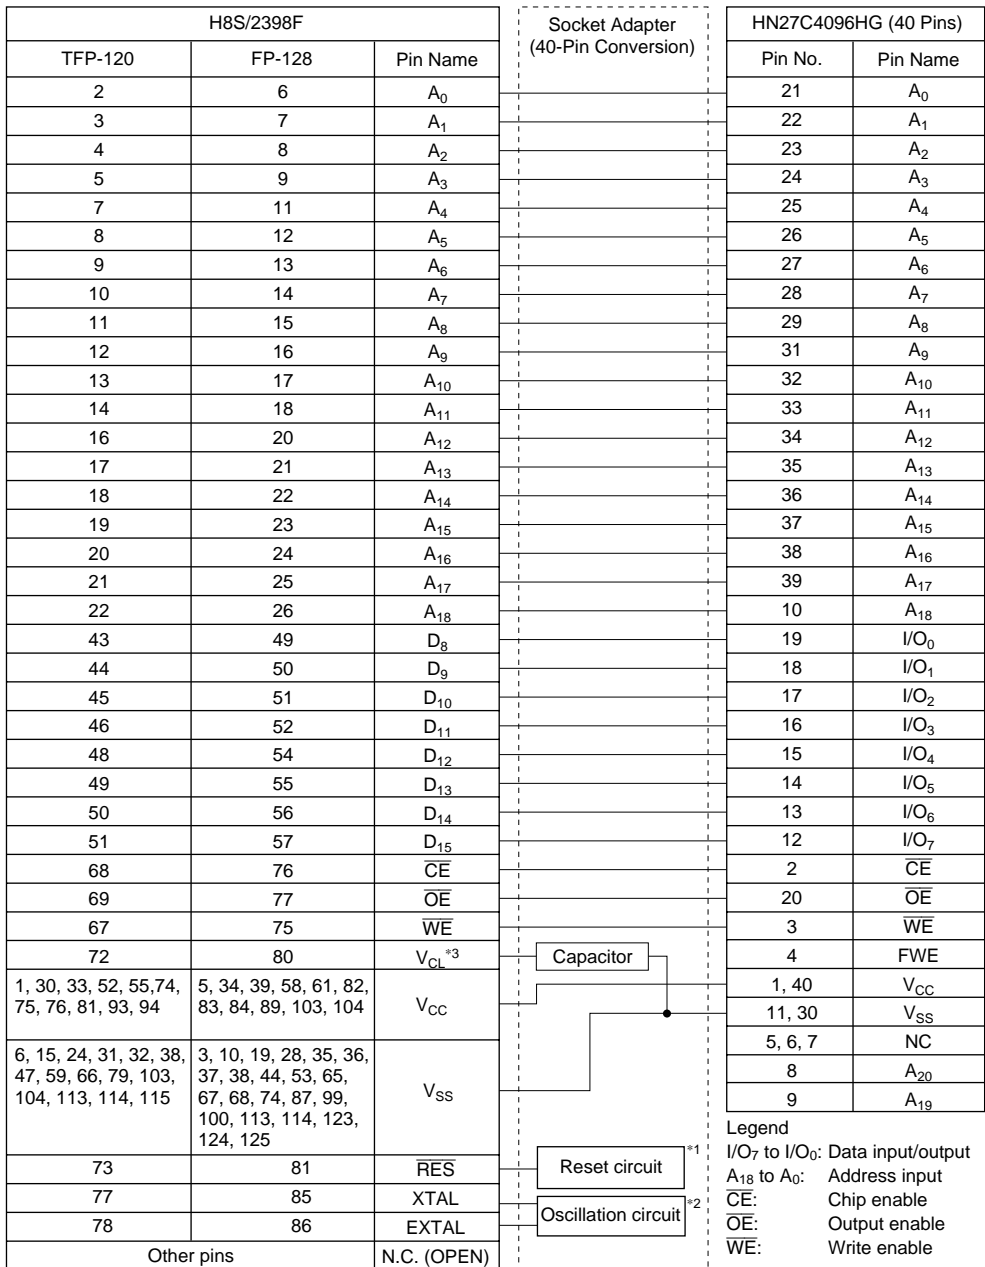 H8S/2398F Socket Adapter (40-Pin Conversion) HN27C4096HG (40 Pins)
TFP-120 FP-128 Pin Name Pin No. Pin Name
2 6 A0 21 A0
3 7 A1 22 A1
4 8 A2 23 A2
5 9 A3 24 A3
7 11 A4 25 A4
8 12 A5 26 A5
9 13 A6 27 A6
10 14 A7 28 A7
11 15 A8 29 A8
12 16 A9 31 A9
13 17 A10 32 A10
14 18 A11 33 A11
16 20 A12 34 A12
17 21 A13 35 A13
18 22 A14 36 A14
19 23 A15 37 A15
20 24 A16 38 A16
21 25 A17 39 A17
22 26 A18 10 A18
43 49 D8 19 I/O0
44 50 D9 18 I/O1
45 51 D10 17 I/O2
46 52 D11 16 I/O3
48 54 D12 15 I/O4
49 55 D13 14 I/O5
50 56 D14 13 I/O6
51 57 D15 12 I/O7
68 76 CE 2 CE
69 77 OE 20 OE
67 75 WE 3 WE
72 80 VCL*3 Capacitor 4 FWE
1, 30, 33, 52, 55,74, 75, 76, 81, 93, 94 5, 34, 39, 58, 61, 82, 83, 84, 89, 103, 104 VCC 1, 40 VCC
11, 30 VSS
5, 6, 7 NC
6, 15, 24, 31, 32, 38, 47, 59, 66, 79, 103, 104, 113, 114, 115 3, 10, 19, 28, 35, 36, 37, 38, 44, 53, 65, 67, 68, 74, 87, 99, 100, 113, 114, 123, 124, 125 VSS 8 A20
9 A19
73 81 RES Reset circuit *1
77 85 XTAL Oscillation circuit *2
78 86 EXTAL
Other pins N.C. (OPEN)
Legend
I/O7 to I/O0: Data input/output
A18 to A0: Address input
CE: Chip enable
OE: Output enable
WE: Write enable